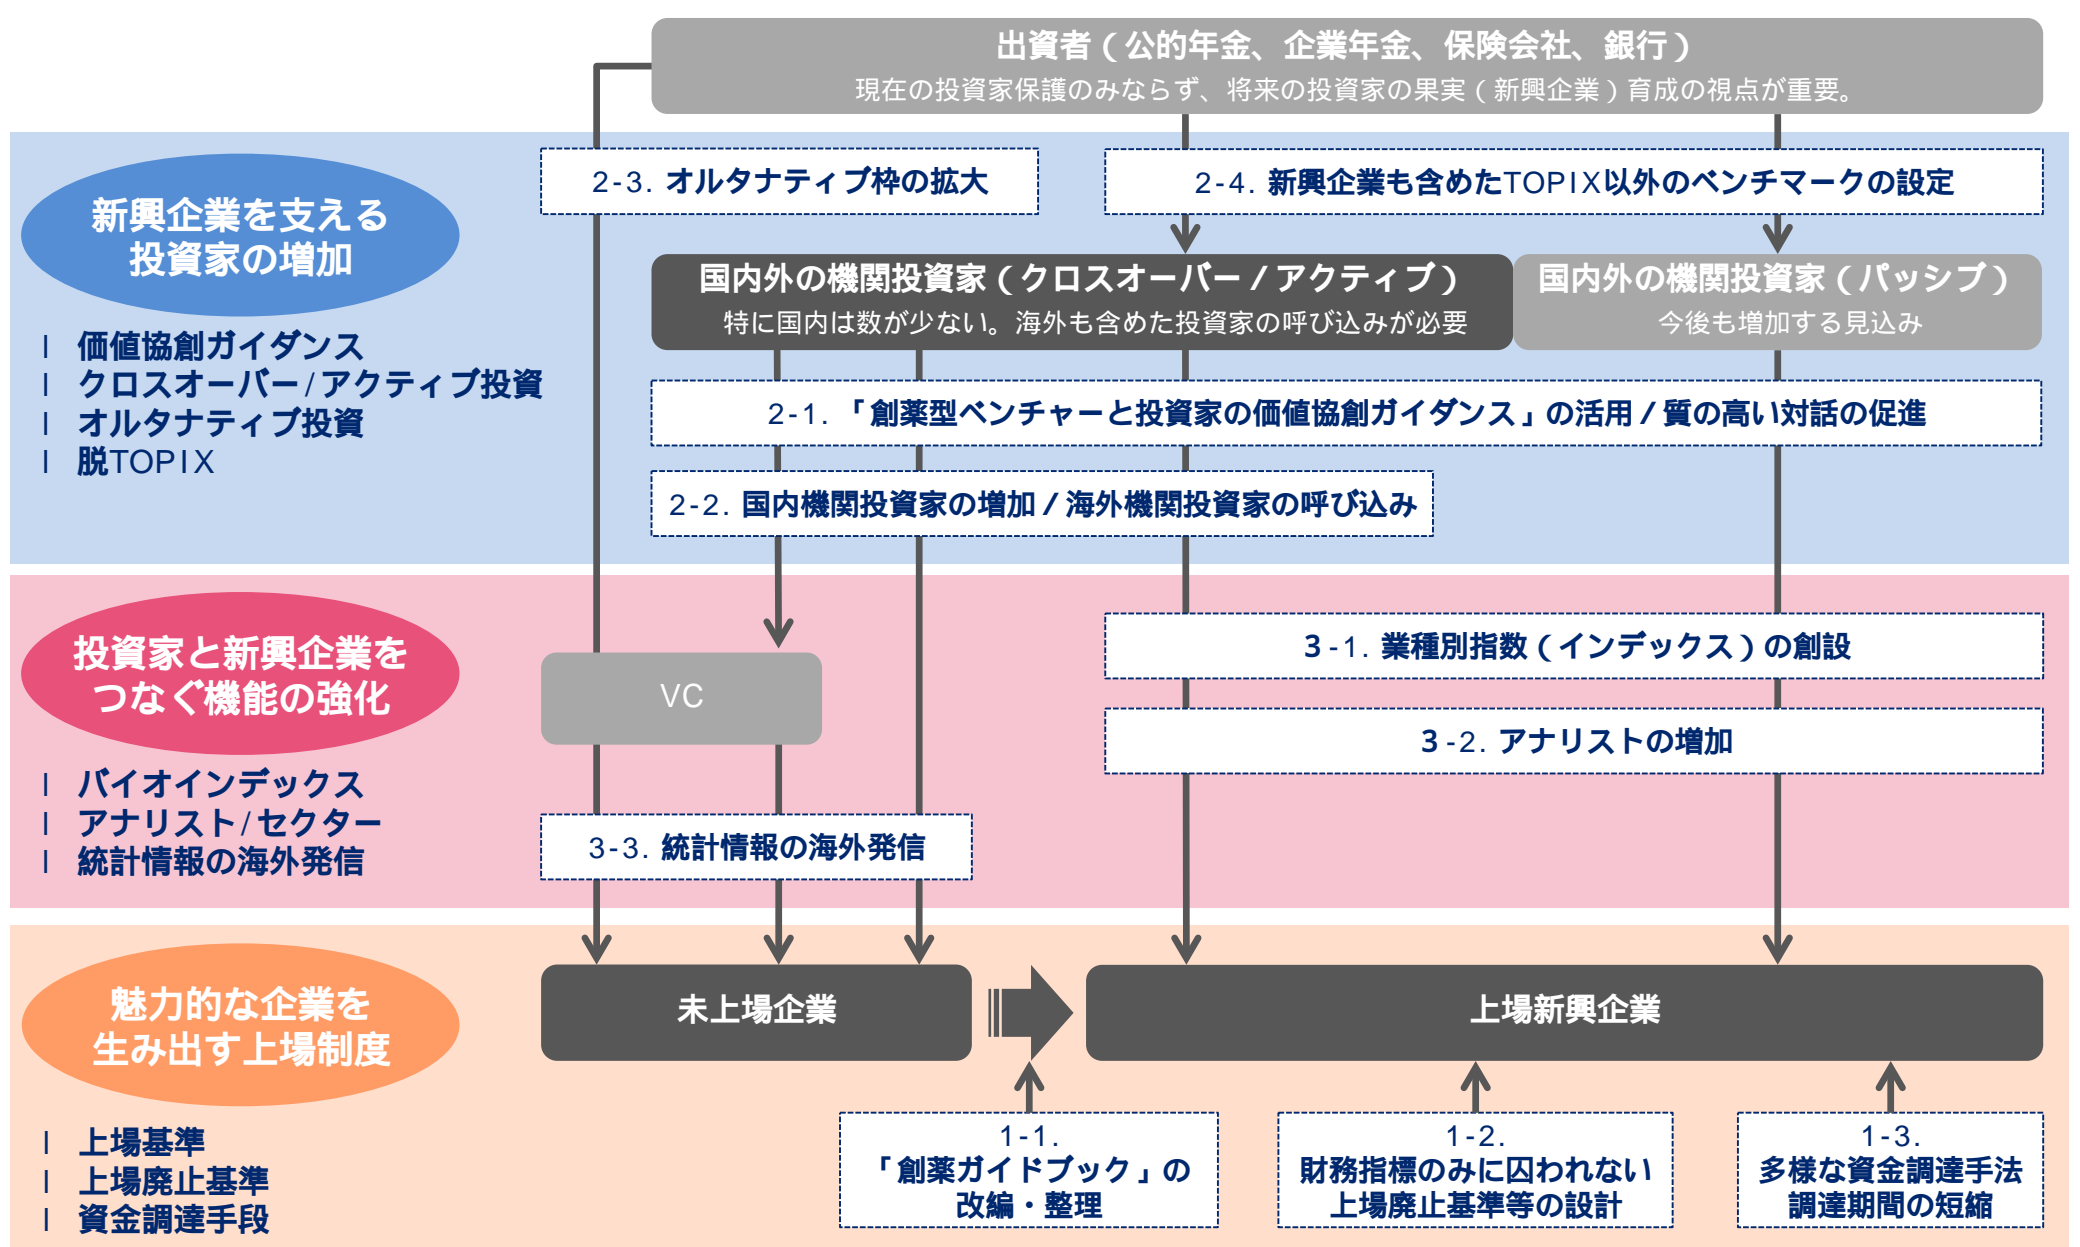 出資者（公的年金、企業年金、保険会社、銀行）
現在の投資家保護のみならず、将来の投資家の果実（新興企業）育成の視点が重要。
新興企業を支える
投資家の増加
l 価値協創ガイダンス
l クロスオーバー/アクティブ投資
l オルタナティブ投資
l 脱TOPIX
2-3. オルタナティブ枠の拡大
2-4. 新興企業も含めたTOPIX以外のベンチマークの設定
国内外の機関投資家（クロスオーバー／アクティブ）
特に国内は数が少ない。海外も含めた投資家の呼び込みが必要
国内外の機関投資家（パッシブ）
今後も増加する見込み
2-1. 「創薬型ベンチャーと投資家の価値協創ガイダンス」の活用／質の高い対話の促進
2-2. 国内機関投資家の増加／海外機関投資家の呼び込み
投資家と新興企業を
つなぐ機能の強化
l バイオインデックス
l アナリスト/セクター
l 統計情報の海外発信
VC
3-1. 業種別指数（インデックス）の創設
3-2. アナリストの増加
3-3. 統計情報の海外発信
魅力的な企業を
生み出す上場制度
l 上場基準
l 上場廃止基準
l 資金調達手段
未上場企業
上場新興企業
1-1.
「創薬ガイドブック」の
改編・整理
1-2.
財務指標のみに囚われない
上場廃止基準等の設計
1-3.
多様な資金調達手法
調達期間の短縮